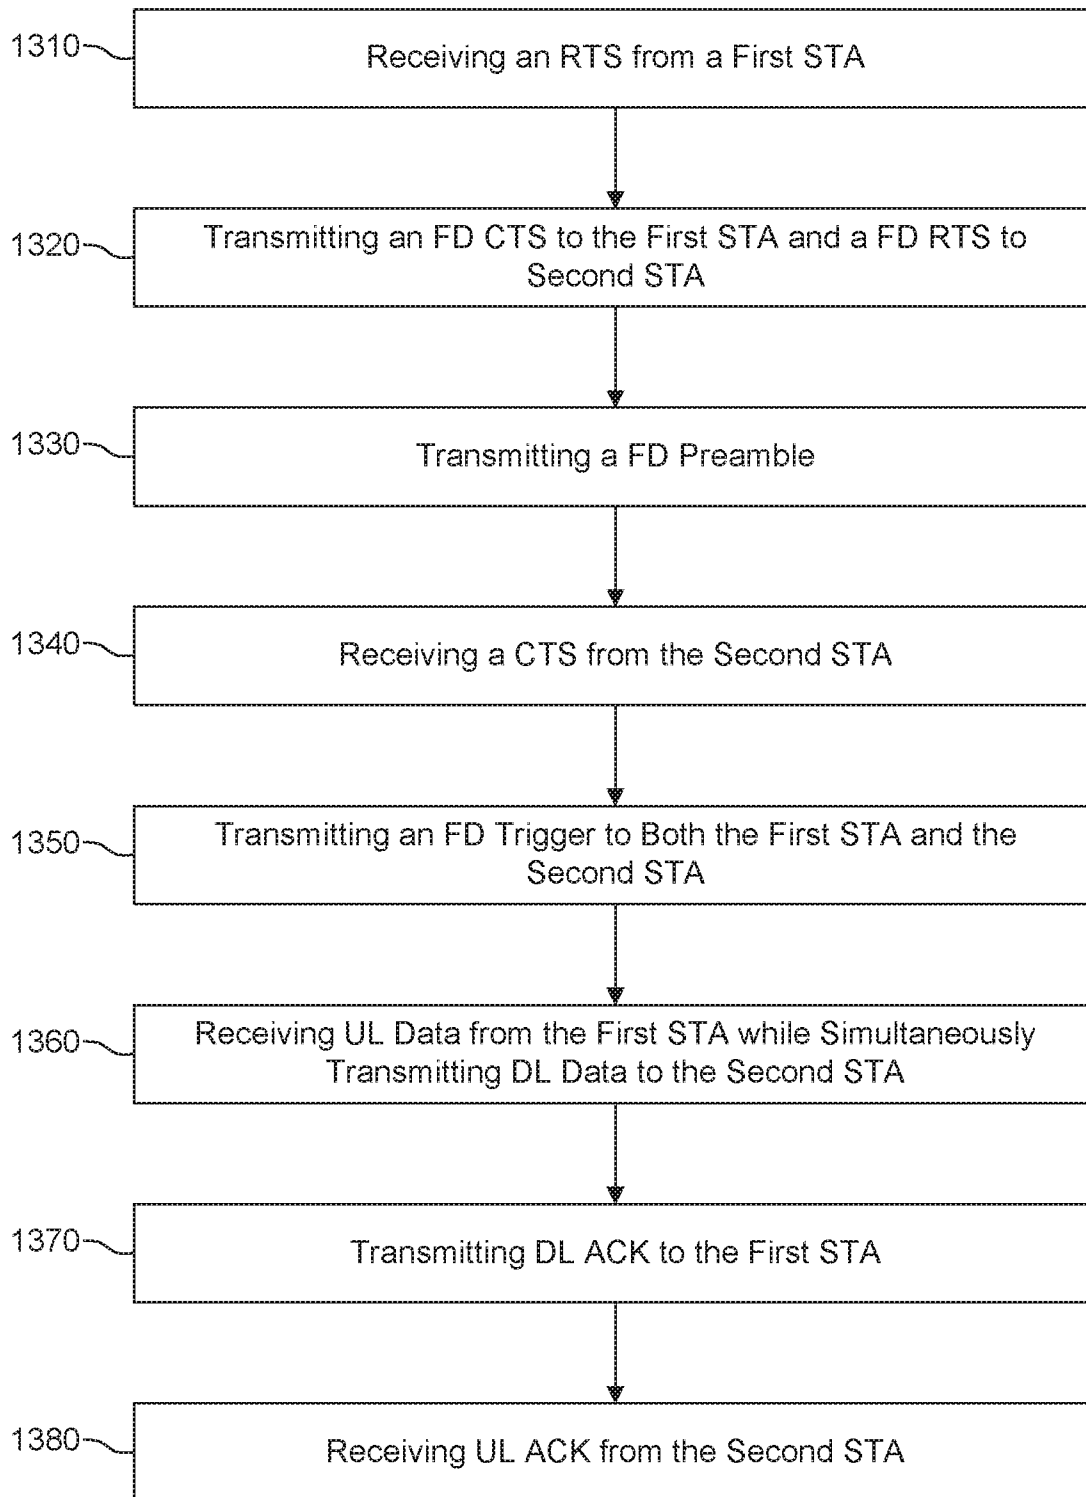 1310
Receiving an RTS from a First STA
1320
Transmitting an FD CTS to the First STA and a FD RTS to
Second STA
1330
Transmitting a FD Preamble
1340
Receiving a CTS from the Second STA
1350
Transmitting an FD Trigger to Both the First STA and the
Second STA
1360
Receiving UL Data from the First STA while Simultaneously
Transmitting DL Data to the Second STA
1370
Transmitting DL ACK to the First STA
1380
Receiving UL ACK from the Second STA